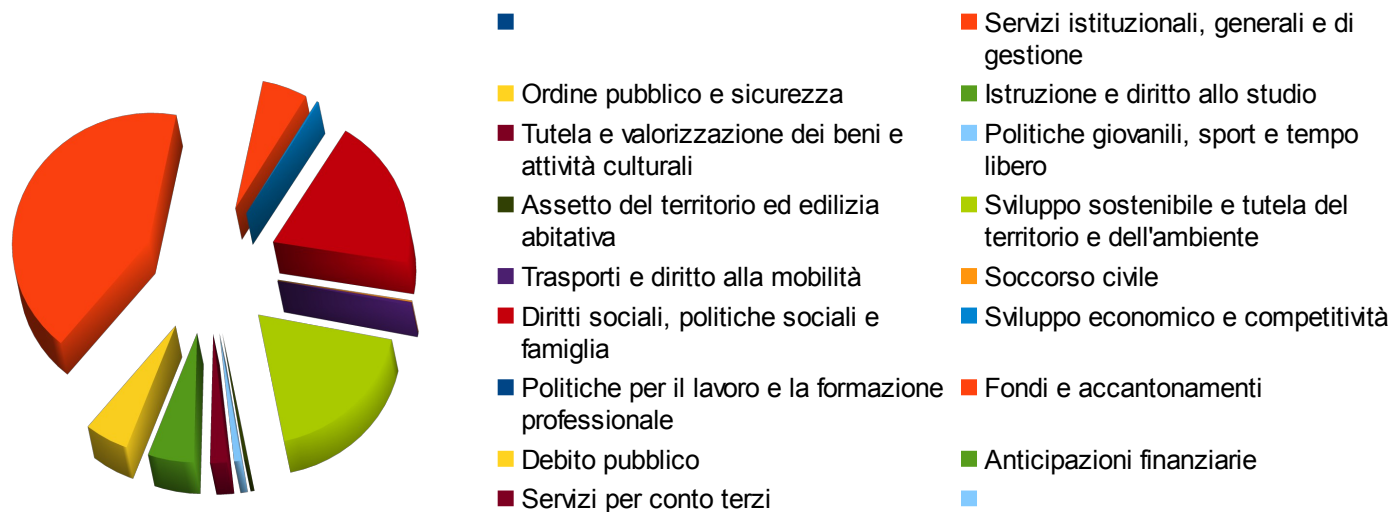 Servizi istituzionali, generali e di
gestione
Ordine pubblico e sicurezza
Istruzione e diritto allo studio
Tutela e valorizzazione dei beni e
attività culturali
Politiche giovanili, sport e tempo
libero
Assetto del territorio ed edilizia
abitativa
Sviluppo sostenibile e tutela del
territorio e dell'ambiente
Trasporti e diritto alla mobilità
Soccorso civile
Diritti sociali, politiche sociali e
famiglia
Sviluppo economico e competitività
Politiche per il lavoro e la formazione
professionale
Fondi e accantonamenti
Debito pubblico
Anticipazioni finanziarie
Servizi per conto terzi